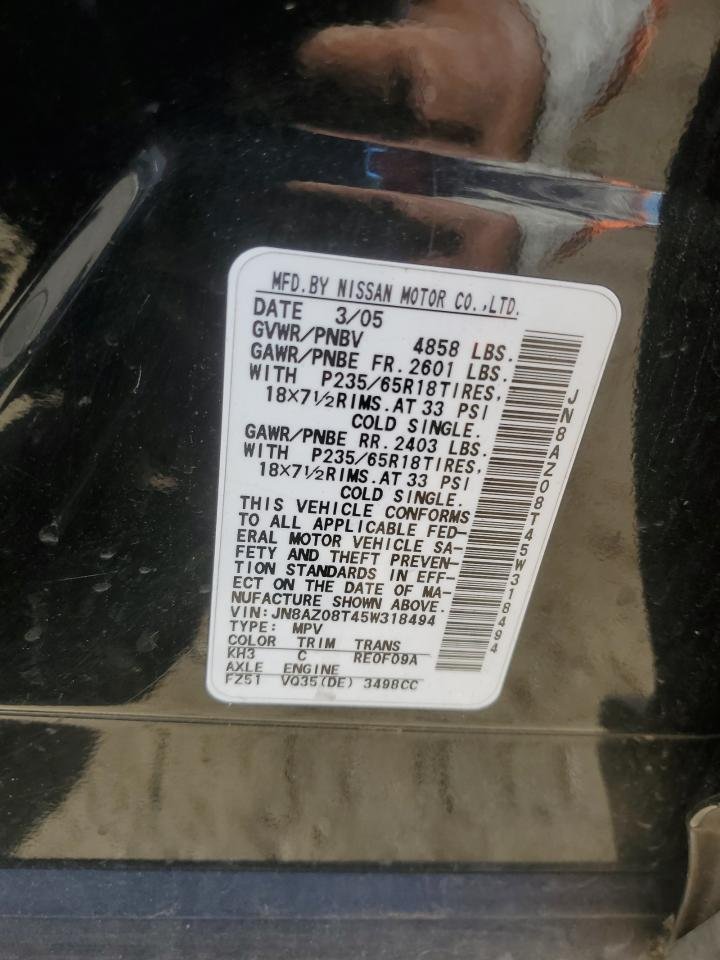 MFD.BY NISSAN MOTOR CO.,LTD.
DATE 3/05
GVWR/PNBV 4858 LBS.
GAWR/PNBE FR. 2601 LBS.
WITH P235/65R18TIRES,
18×7½RIMS.AT 33 PSI
COLD SINGLE.
GAWR/PNBE RR. 2403 LBS.
WITH P235/65R18TIRES,
18×7½RIMS.AT 33 PSI
COLD SINGLE.
THIS VEHICLE CONFORMS
TO ALL APPLICABLE FED-
ERAL MOTOR VEHICLE SA-
FETY AND THEFT PREVEN-
TION STANDARDS IN EFF-
ECT ON THE DATE OF MA-
NUFACTURE SHOWN ABOVE.
VIN:JN8AZ08T45W318494
TYPE: MPV
COLOR TRIM TRANS
KH3 C RE0F09A
AXLE ENGINE
FZ51 VQ35(DE) 3498CC
JN8AZ08T45W318494